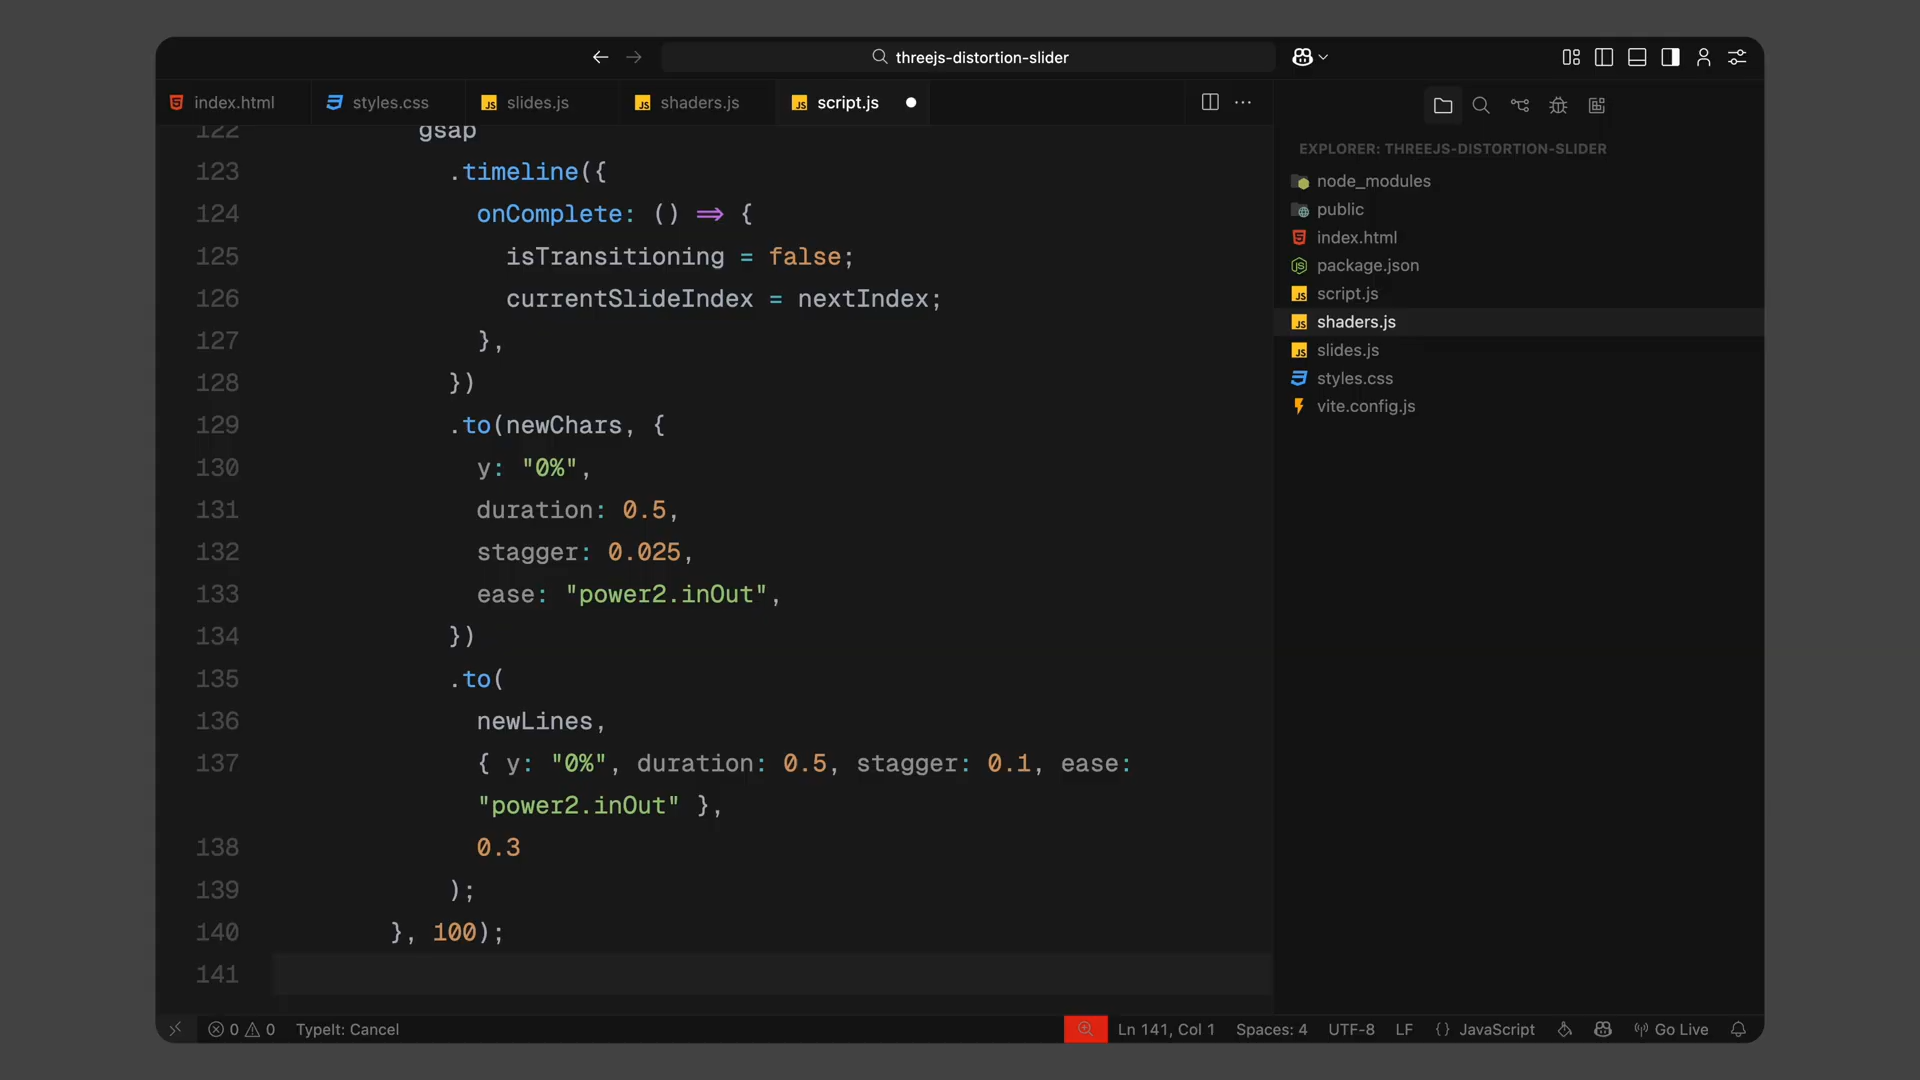 threejs-distortion-slider
index.html
styles.css
slides.js
shaders.js
script.js
EXPLORER: THREEJS-DISTORTION-SLIDER
node_modules
public
index.html
package.json
script.js
shaders.js
slides.js
styles.css
vite.config.js
122 gsap
123 .timeline({
124 onComplete: () => {
125 isTransitioning = false;
126 currentSlideIndex = nextIndex;
127 },
128 })
129 .to(newChars, {
130 y: "0%",
131 duration: 0.5,
132 stagger: 0.025,
133 ease: "power2.inOut",
134 })
135 .to(
136 newLines,
137 { y: "0%", duration: 0.5, stagger: 0.1, ease:
"power2.inOut" },
138 0.3
139 );
140 }, 100);
141
0 0 TypeIt: Cancel Ln 141, Col 1 Spaces: 4 UTF-8 LF {} JavaScript Go Live